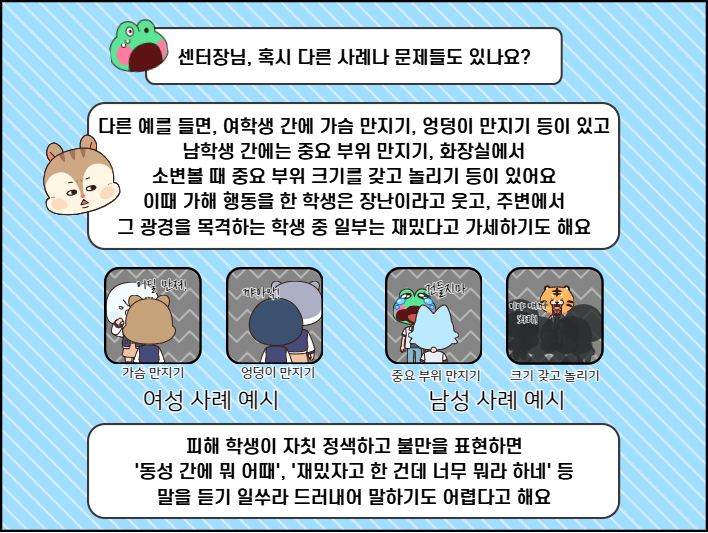 센터장님, 혹시 다른 사례나 문제들도 있나요?
다른 예를 들면, 여학생 간에 가슴 만지기, 엉덩이 만지기 등이 있고
남학생 간에는 중요 부위 만지기, 화장실에서
소변볼 때 중요 부위 크기를 갖고 놀리기 등이 있어요
이때 가해 행동을 한 학생은 장난이라고 웃고, 주변에서
그 광경을 목격하는 학생 중 일부는 재밌다고 가세하기도 해요
어딜 만져!
꺄아악!
건들지마
가슴 만지기
엉덩이 만지기
중요 부위 만지기
크기 갖고 놀리기
여성 사례 예시
남성 사례 예시
피해 학생이 자칫 정색하고 불만을 표현하면
'동성 간에 뭐 어때', '재밌자고 한 건데 너무 뭐라 하네' 등
말을 듣기 일쑤라 드러내어 말하기도 어렵다고 해요